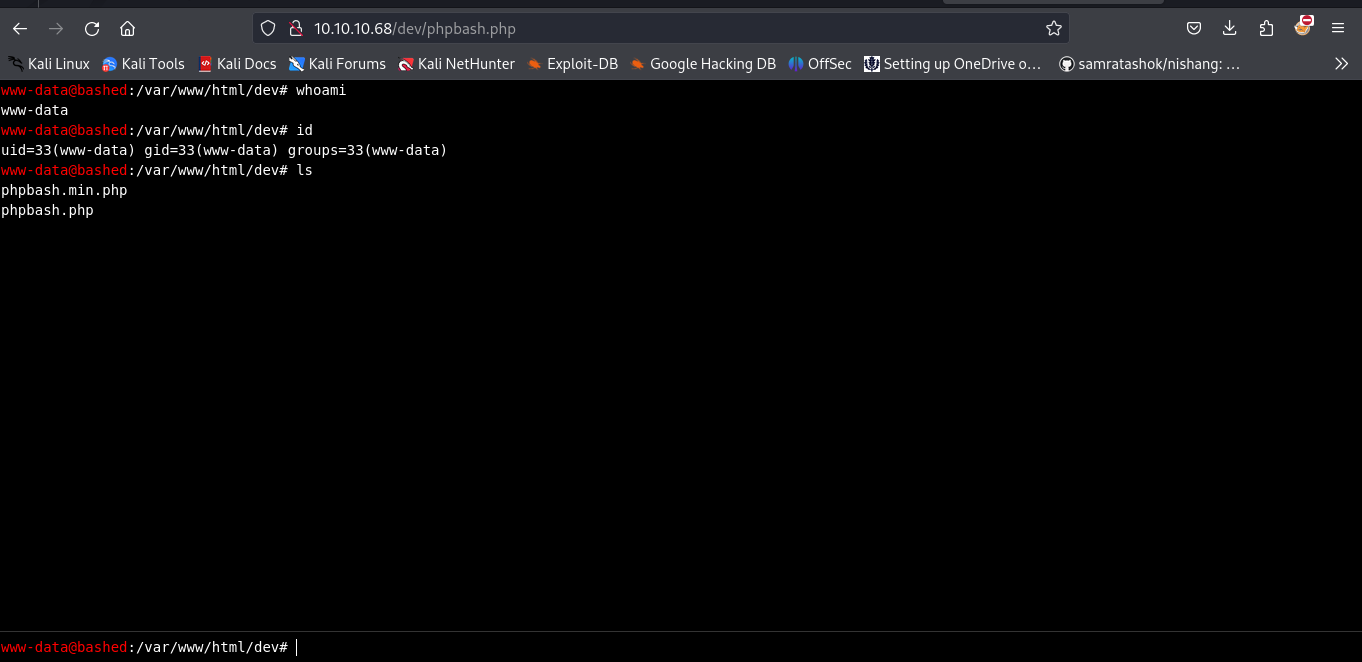 10.10.10.68/dev/phpbash.php
Kali Linux Kali Tools Kali Docs Kali Forums Kali NetHunter Exploit-DB Google Hacking DB OffSec Setting up OneDrive o... samratashok/nishang: ...
www-data@bashed:/var/www/html/dev# whoami
www-data
www-data@bashed:/var/www/html/dev# id
uid=33(www-data) gid=33(www-data) groups=33(www-data)
www-data@bashed:/var/www/html/dev# ls
phpbash.min.php
phpbash.php
www-data@bashed:/var/www/html/dev#